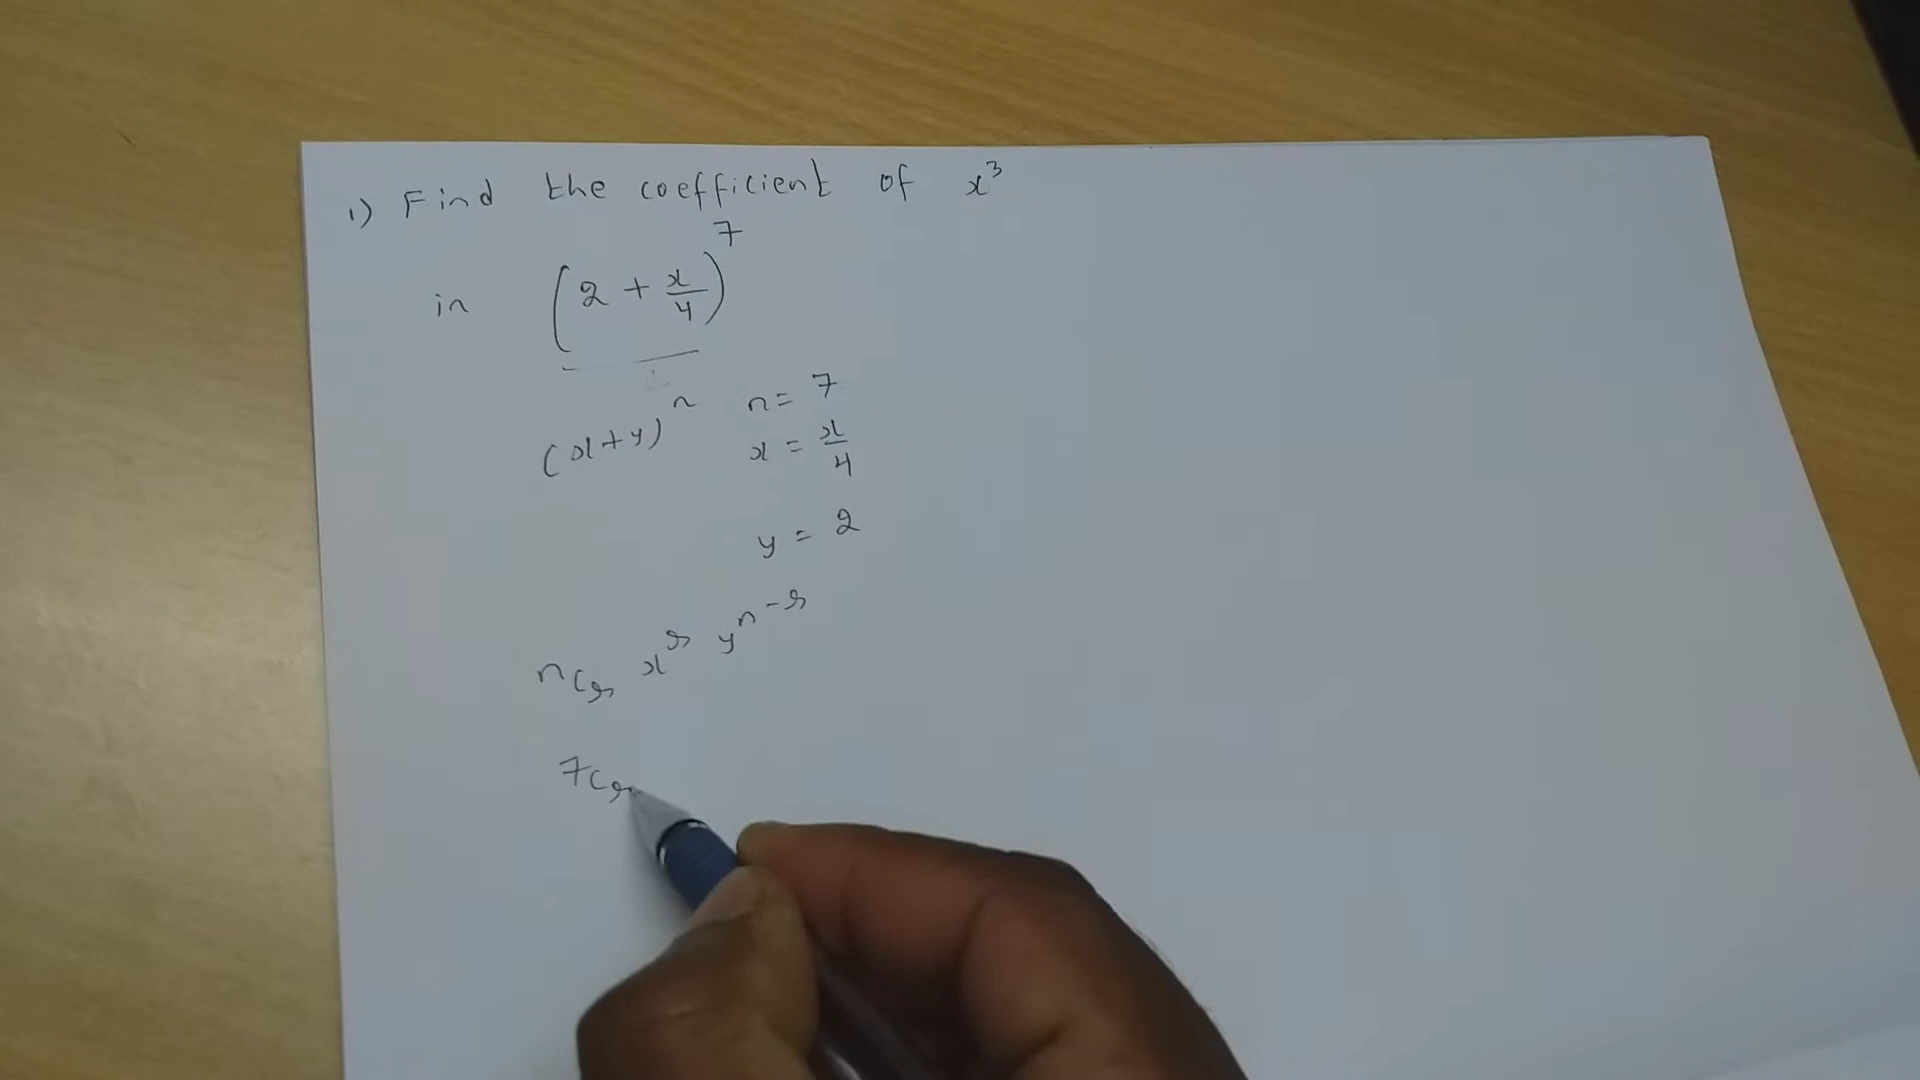 1) Find the coefficient of x³
in (2 + x/4)⁷
(x+y)ⁿ n = 7
x = x/4
y = 2
nCr xʳ yⁿ⁻ʳ
7Cr